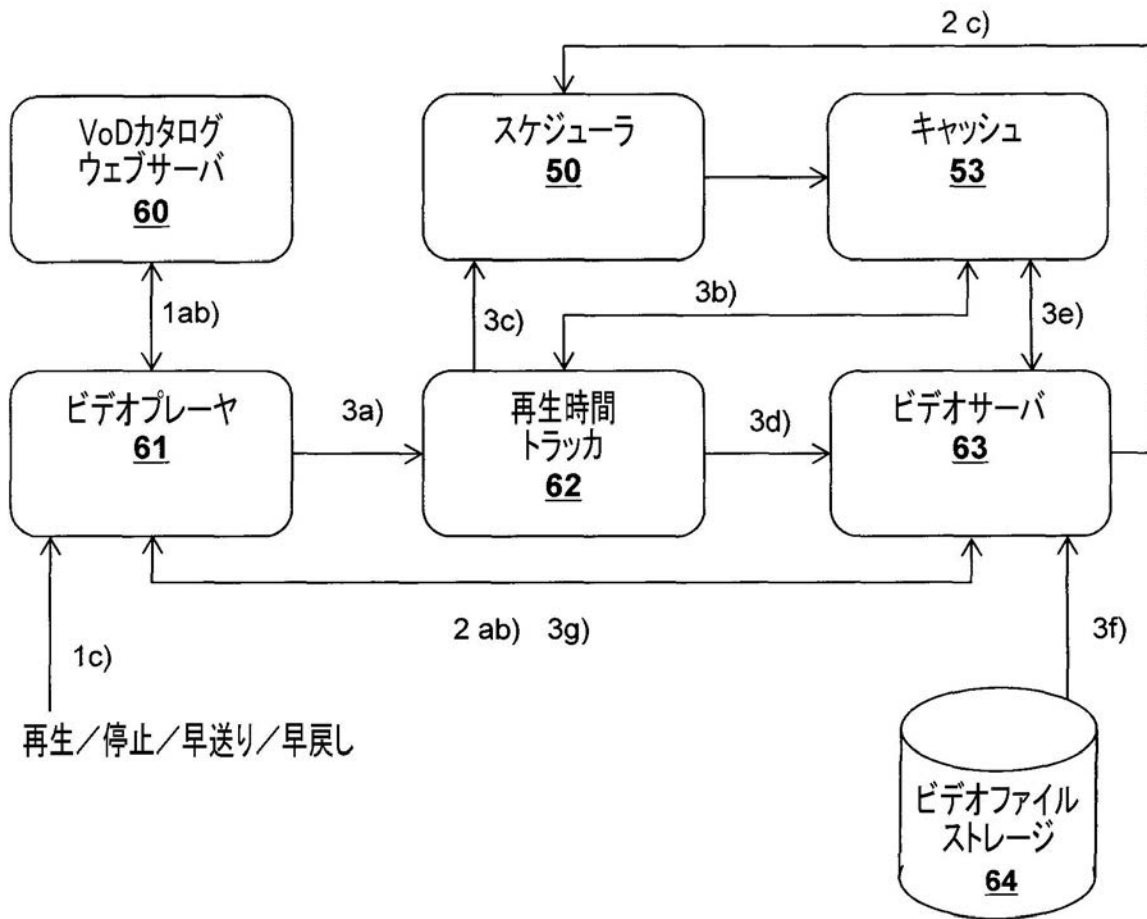 2 c)
VoDカタログ
ウェブサーバ
60
スケジューラ
50
キャッシュ
53
1ab)
3c)
3b)
3e)
ビデオプレーヤ
61
3a)
再生時間
トラッカ
62
3d)
ビデオサーバ
63
2 ab) 3g)
1c)
3f)
再生／停止／早送り／早戻し
ビデオファイル
ストレージ
64